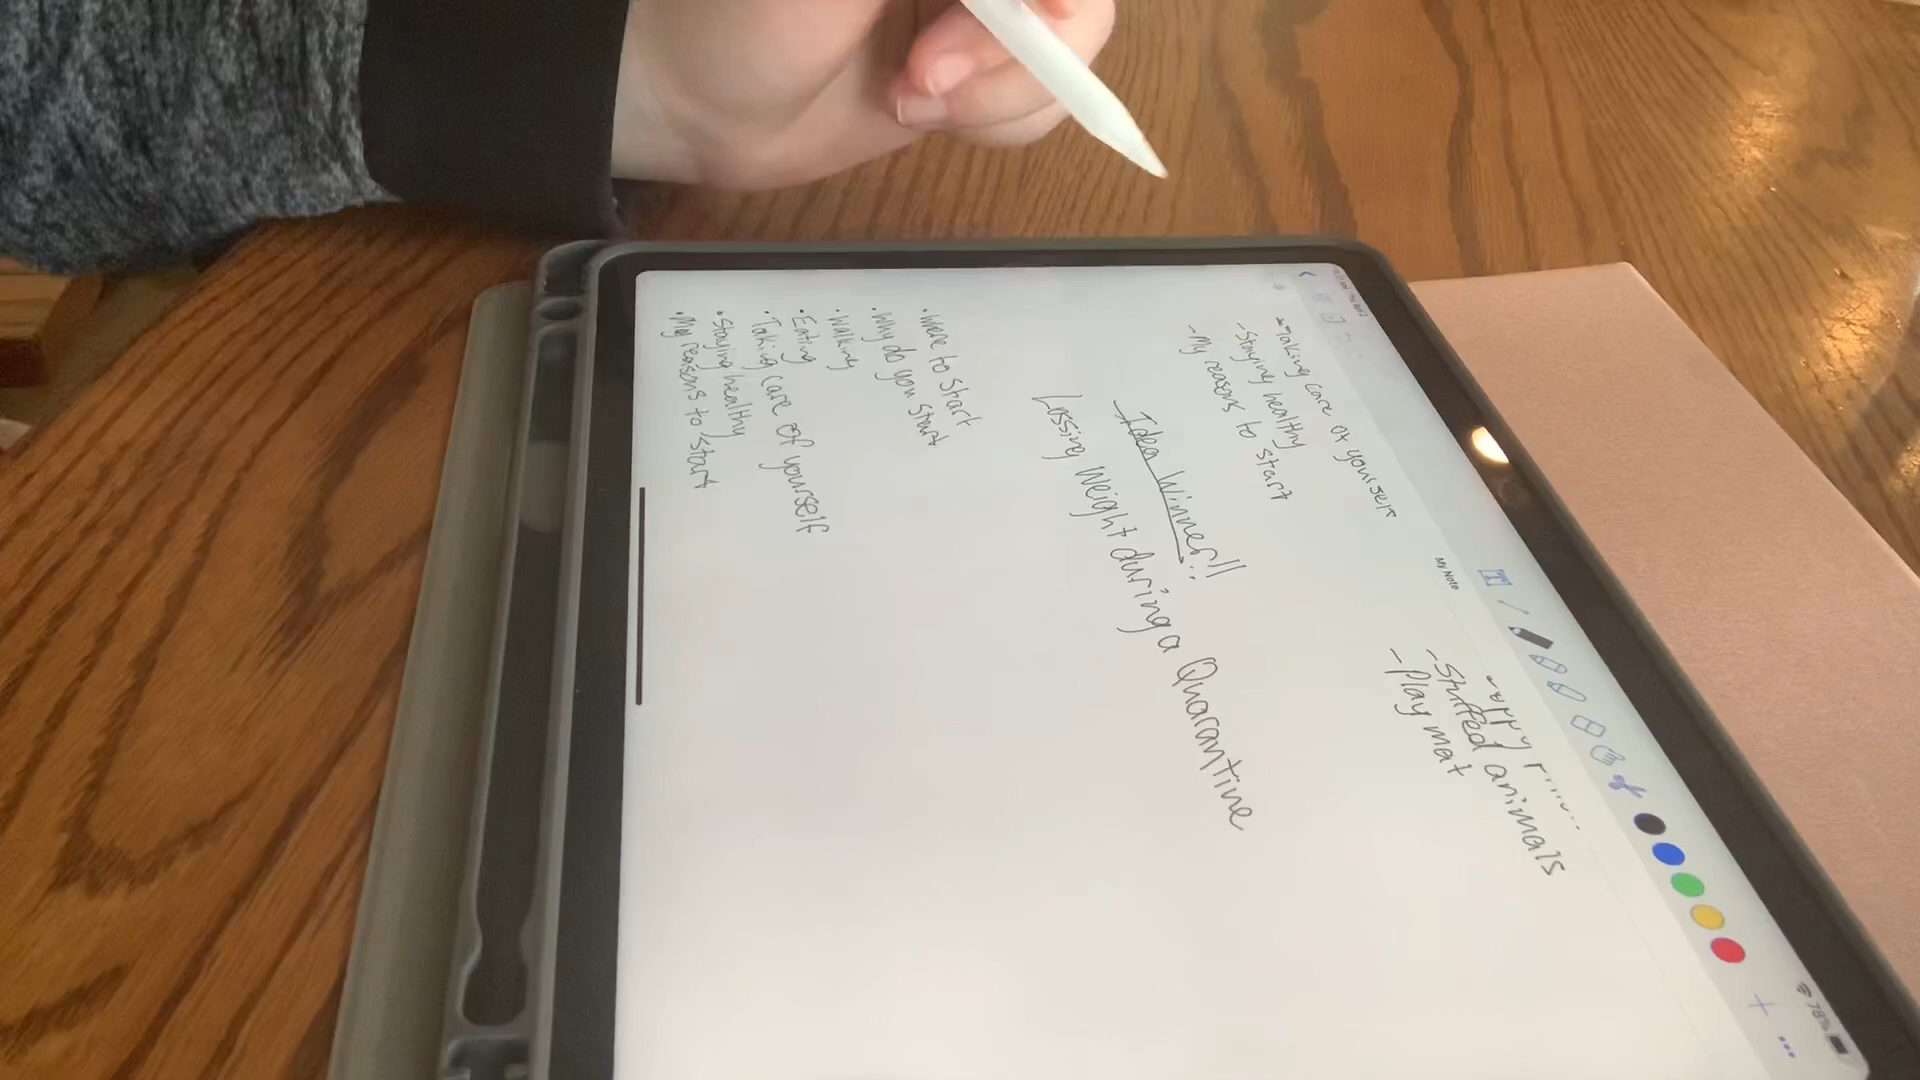 78%
My Note
Taking care of yourself
-Staying healthy
-My reasons to start
-Stuffed animals
-Play mat
Idea Winner!!
Lossing weight during a Quarantine
•Where to start
•Why do you start
•Walking
•Eating
•Taking care of yourself
•Staying healthy
•My reasons to start